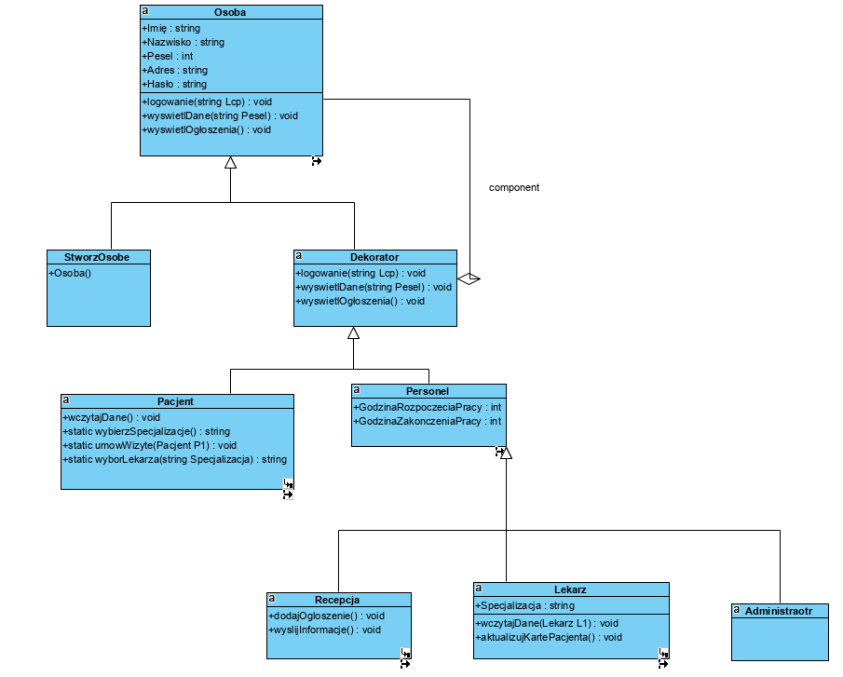 a Osoba
+Imię : string
+Nazwisko : string
+Pesel : int
+Adres : string
+Hasło : string
+logowanie(string Lcp) : void
+wyswietlDane(string Pesel) : void
+wyswietlOgłoszenia() : void
component
StworzOsobe
+Osoba()
a Dekorator
+logowanie(string Lcp) : void
+wyswietlDane(string Pesel) : void
+wyswietlOgłoszenia() : void
a Pacjent
+wczytajDane() : void
+static wybierzSpecjalizacje() : string
+static umowWizyte(Pacjent P1) : void
+static wyborLekarza(string Specjalizacja) : string
a Personel
+GodzinaRozpoczeciaPracy : int
+GodzinaZakonczeniaPracy : int
a Recepcja
+dodajOgloszenie() : void
+wyslijInformacje() : void
a Lekarz
+Specjalizacja : string
+wczytajDane(Lekarz L1) : void
+aktualizujKartePacjenta() : void
a Administraotr